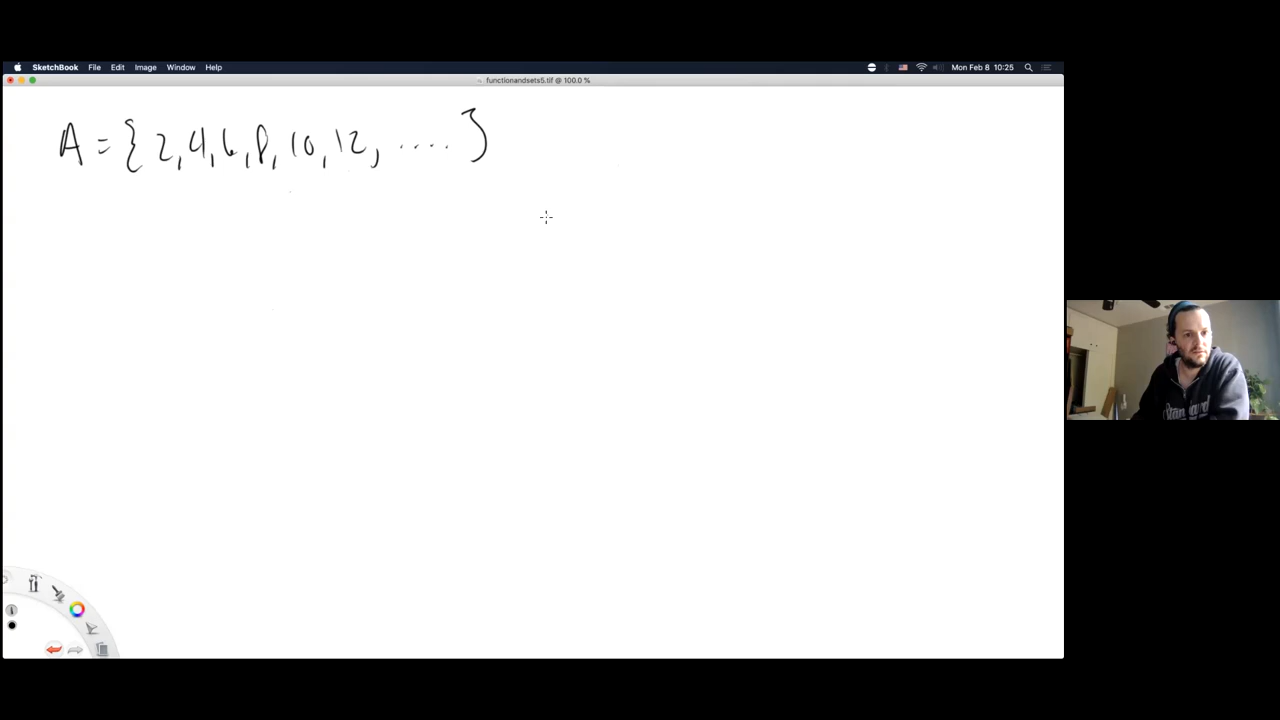 SketchBook File Edit Image Window Help Mon Feb 8 10:25
functionandsets5.tif @ 100.0 %
A = { 2, 4, 6, 8, 10, 12, .... }
Standard